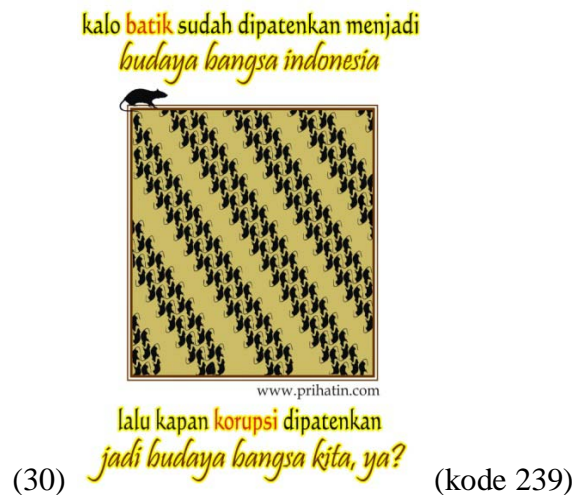 kalo batik sudah dipatenkan menjadi
budaya bangsa indonesia
www.prihatin.com
lalu kapan korupsi dipatenkan
(30) jadi budaya bangsa kita, ya? (kode 239)